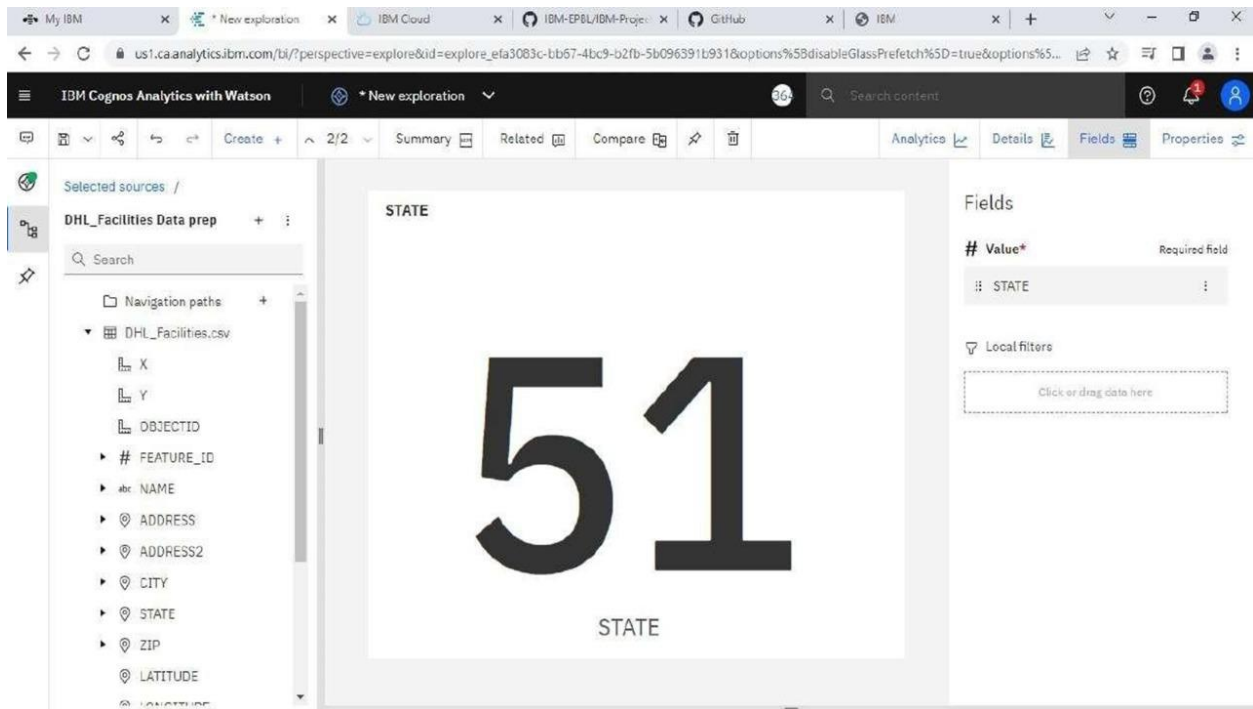 My IBM
* New exploration
IBM Cloud
IBM-EPBL/IBM-Projec
GitHub
IBM
us1.ca.analytics.ibm.com/bi/?perspective=explore&id=explore_efa3083c-bb67-4bc9-b2fb-5b096391b931&options%5BdisableGlassPrefetch%5D=true&options%5...
IBM Cognos Analytics with Watson
* New exploration
364
Search content
1
Create +
2/2
Summary
Related
Compare
Analytics
Details
Fields
Properties
Selected sources /
DHL_Facilities Data prep
Search
Navigation paths
DHL_Facilities.csv
X
Y
OBJECTID
# FEATURE_ID
abc NAME
ADDRESS
ADDRESS2
CITY
STATE
ZIP
LATITUDE
LONGITUDE
STATE
51
STATE
Fields
# Value*
Required field
STATE
Local filters
Click or drag data here